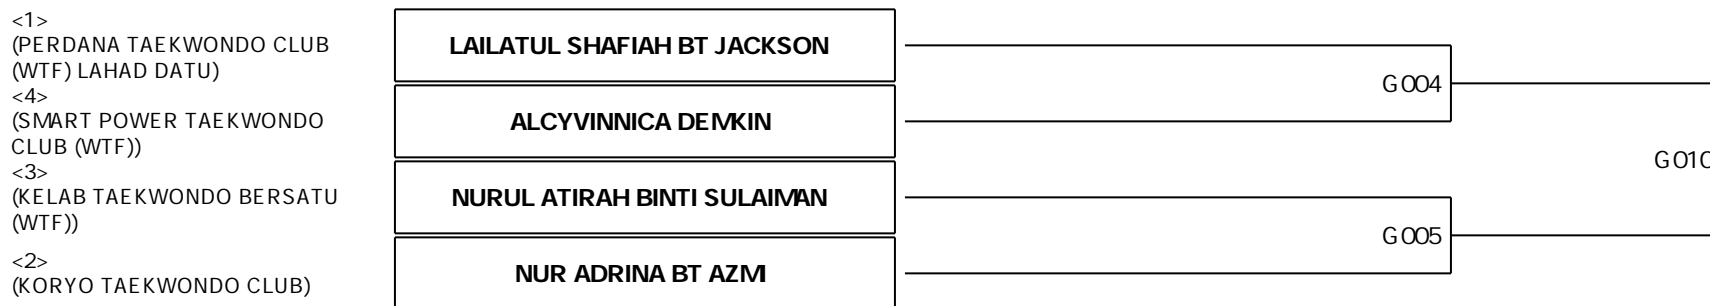 <1>
(PERDANA TAEKWONDO CLUB
(WTF) LAHAD DATU)
LAILATUL SHAFIAH BT JACKSON
G004
<4>
(SMART POWER TAEKWONDO
CLUB (WTF))
ALCYVINNICA DEMKIN
G010
<3>
(KELAB TAEKWONDO BERSATU
(WTF))
NURUL ATIRAH BINTI SULAIMAN
G005
<2>
(KORYO TAEKWONDO CLUB)
NUR ADRINA BT AZMI